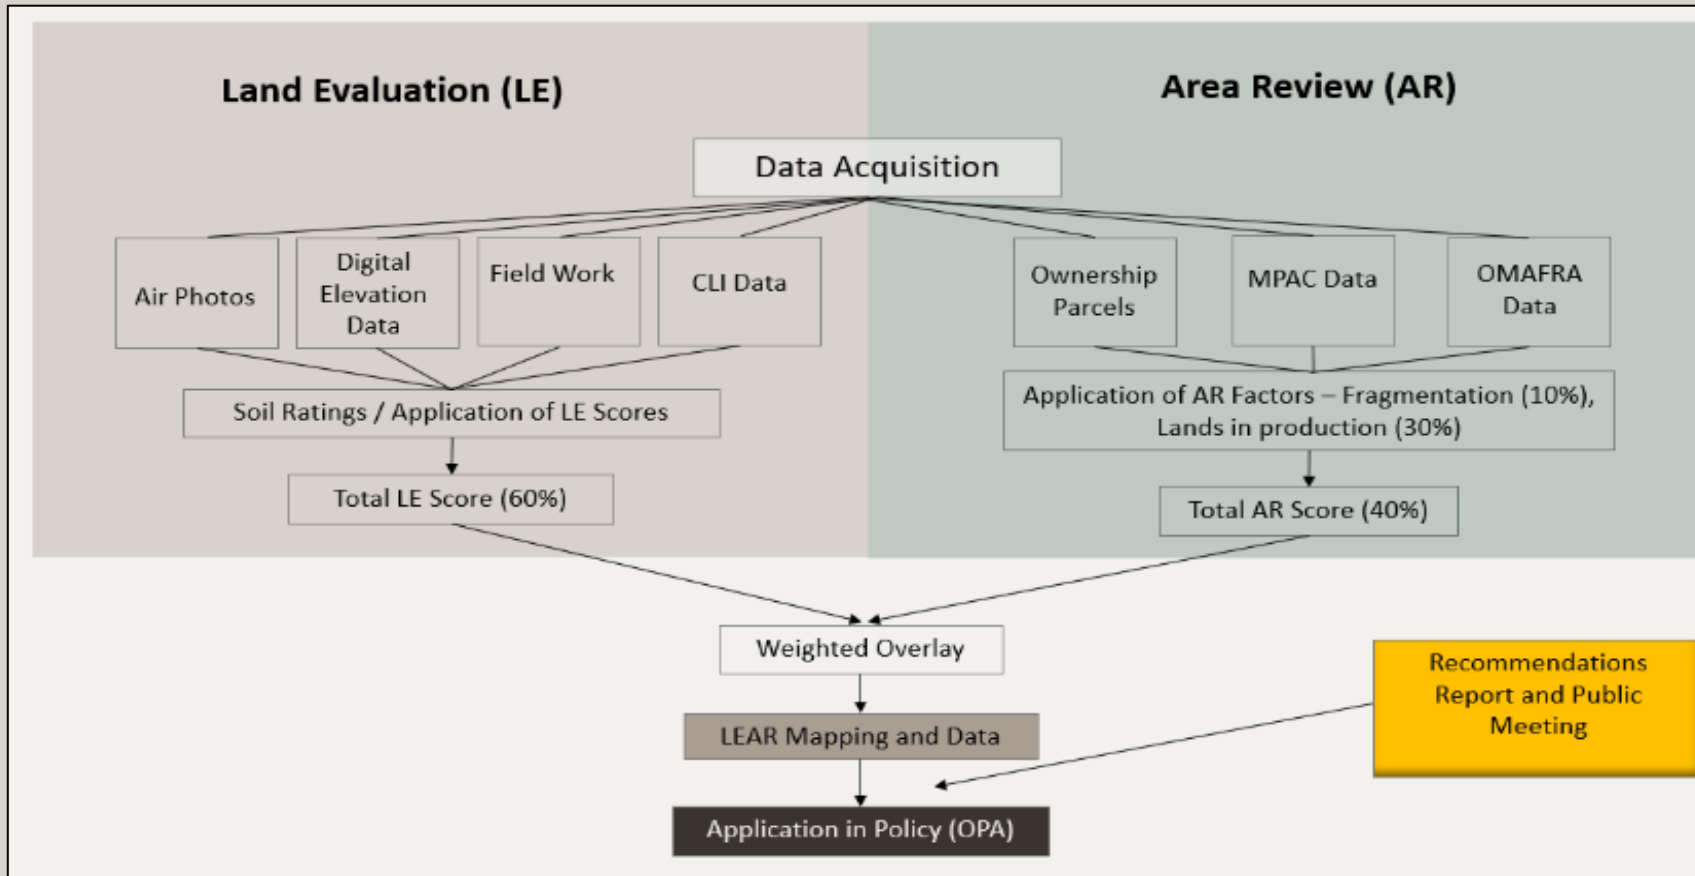 Land Evaluation (LE)
Area Review (AR)
Data Acquisition
Air Photos
Digital
Elevation
Data
Field Work
CLI Data
Ownership
Parcels
MPAC Data
OMAFRA
Data
Soil Ratings / Application of LE Scores
Application of AR Factors – Fragmentation (10%),
Lands in production (30%)
Total LE Score (60%)
Total AR Score (40%)
Weighted Overlay
Recommendations
Report and Public
Meeting
LEAR Mapping and Data
Application in Policy (OPA)